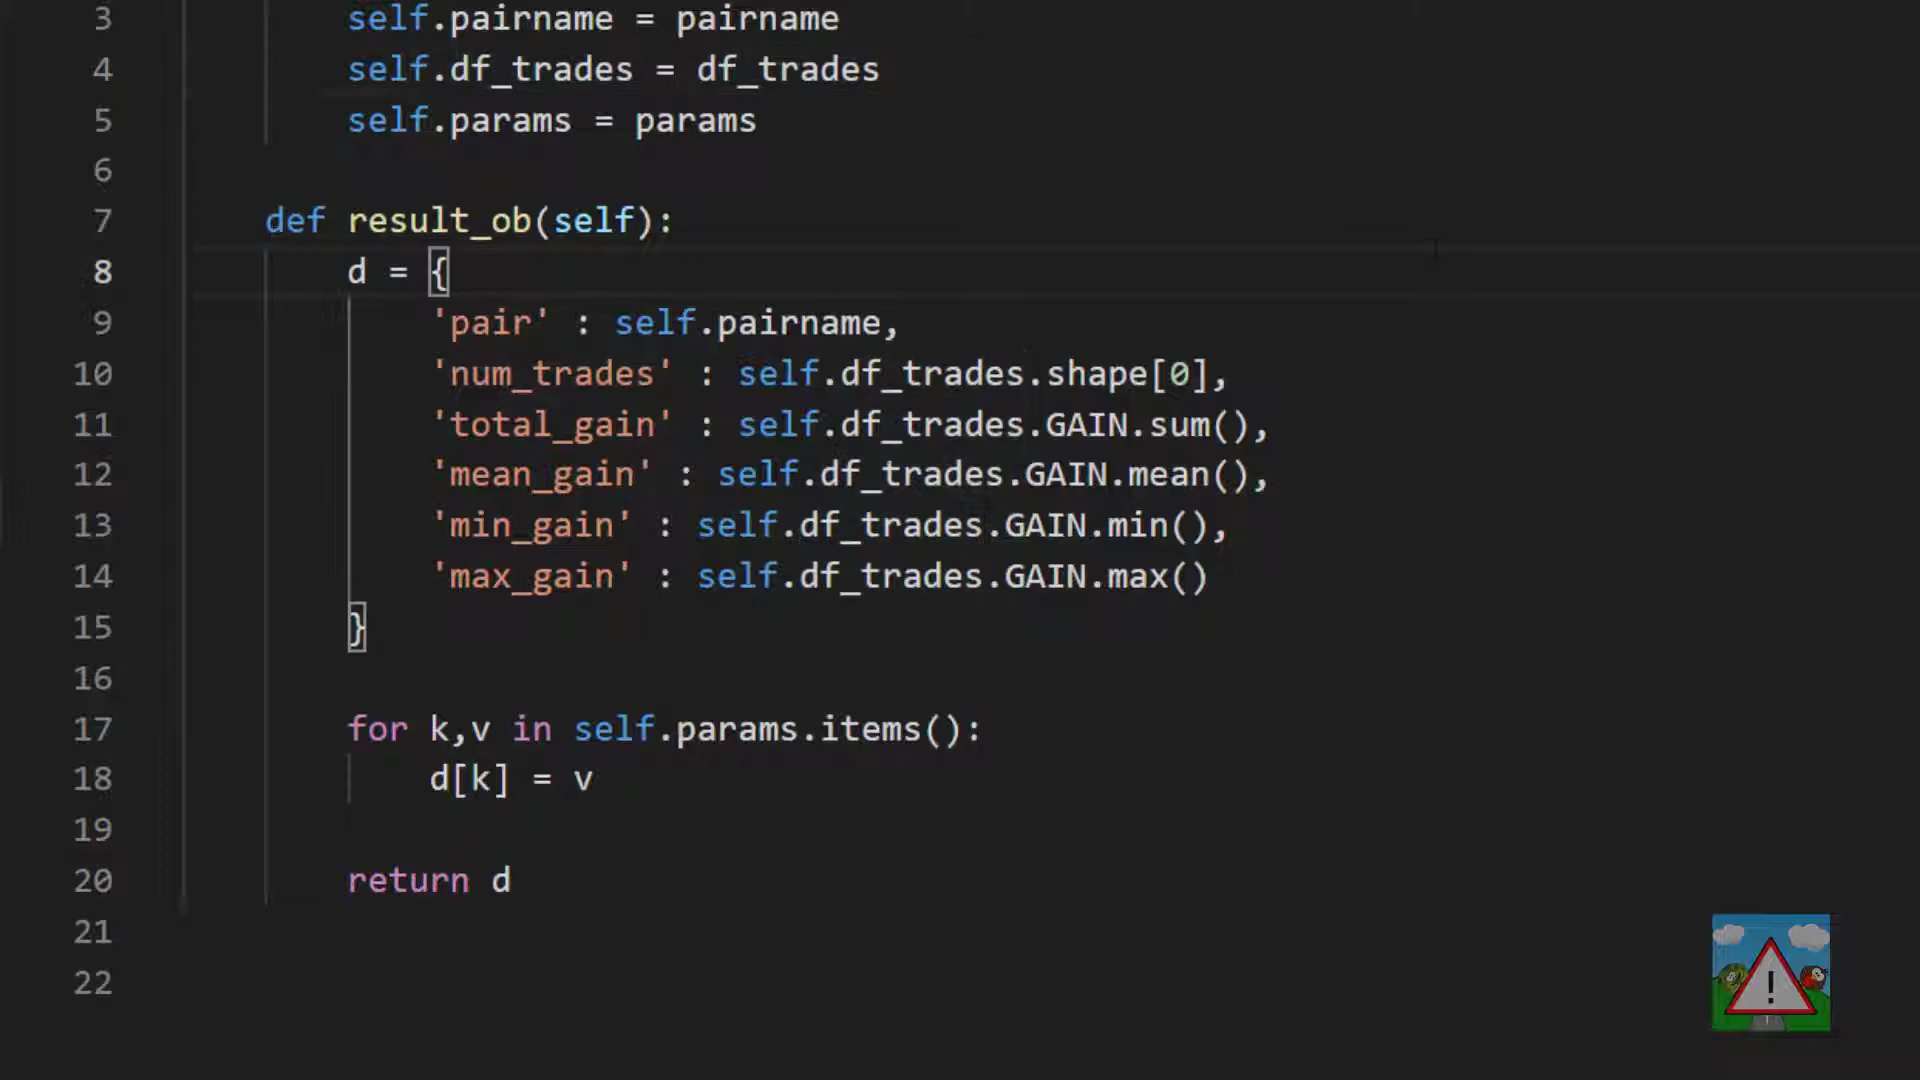 3 self.pairname = pairname
4 self.df_trades = df_trades
5 self.params = params
6
7 def result_ob(self):
8 d = {
9 'pair' : self.pairname,
10 'num_trades' : self.df_trades.shape[0],
11 'total_gain' : self.df_trades.GAIN.sum(),
12 'mean_gain' : self.df_trades.GAIN.mean(),
13 'min_gain' : self.df_trades.GAIN.min(),
14 'max_gain' : self.df_trades.GAIN.max()
15 }
16
17 for k,v in self.params.items():
18 d[k] = v
19
20 return d
21
22
!